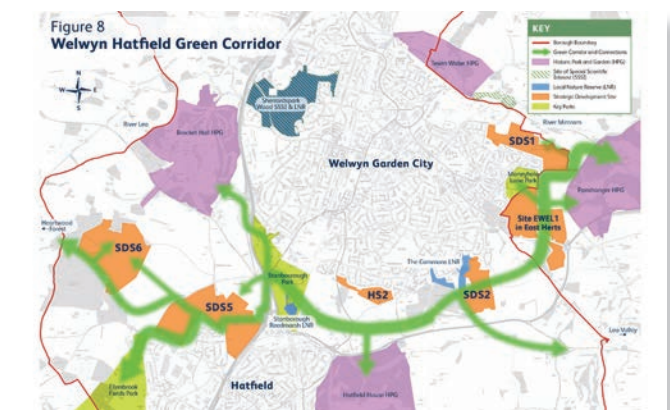 Figure 8
Welwyn Hatfield Green Corridor
N
W
E
S
KEY
Borough Boundary
Green Corridor and Connections
Historic Park and Garden (HPG)
Site of Special Scientific
Interest (SSSI)
Local Nature Reserve (LNR)
Strategic Development Site
Key Parks
Tewin Water HPG
Sherrardspark
Wood SSSI & LNR
River Lea
Brocket Hall HPG
River Mimram
SDS1
Welwyn Garden City
Moneyhole
Lane Park
Panshanger HPG
Site EWEL1
in East Herts
Heartwood
Forest
SDS6
The Commons LNR
Stanborough
Park
HS2
SDS2
SDS5
Stanborough
Reedmarsh LNR
Lea Valley
Ellenbrook
Fields Park
Hatfield
Hatfield House HPG